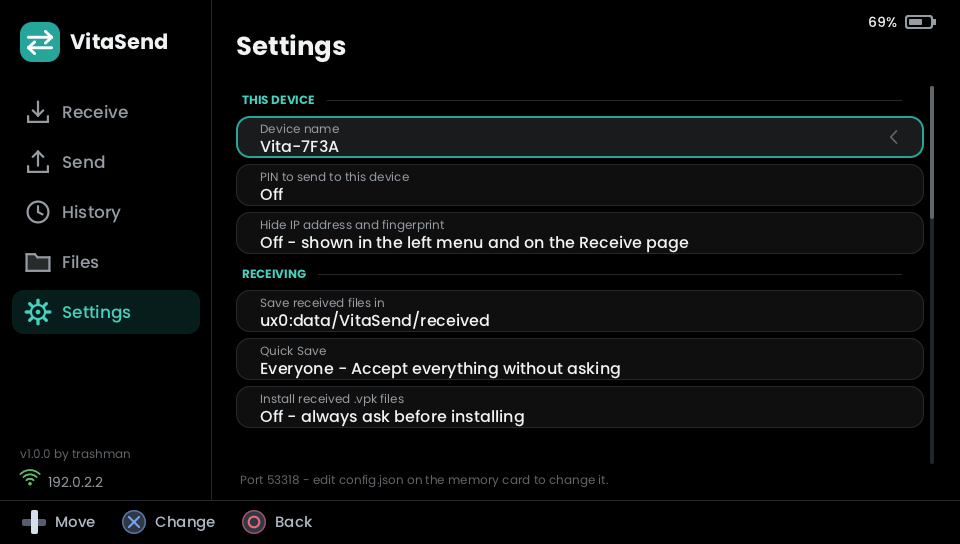 VitaSend
69%
Settings
Receive
Send
History
Files
Settings
THIS DEVICE
Device name
Vita-7F3A
PIN to send to this device
Off
Hide IP address and fingerprint
Off - shown in the left menu and on the Receive page
RECEIVING
Save received files in
ux0:data/VitaSend/received
Quick Save
Everyone - Accept everything without asking
Install received .vpk files
Off - always ask before installing
v1.0.0 by trashman
192.0.2.2
Port 53318 - edit config.json on the memory card to change it.
Move
Change
Back